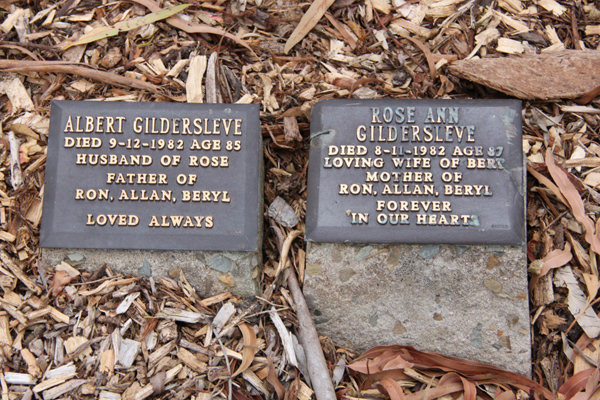 ALBERT GILDERSLEVE
DIED 9-12-1982 AGE 85
HUSBAND OF ROSE
FATHER OF
RON, ALLAN, BERYL
LOVED ALWAYS
ROSE ANN
GILDERSLEVE
DIED 8-11-1982 AGE 87
LOVING WIFE OF BERT
MOTHER OF
RON, ALLAN, BERYL
FOREVER
IN OUR HEARTS